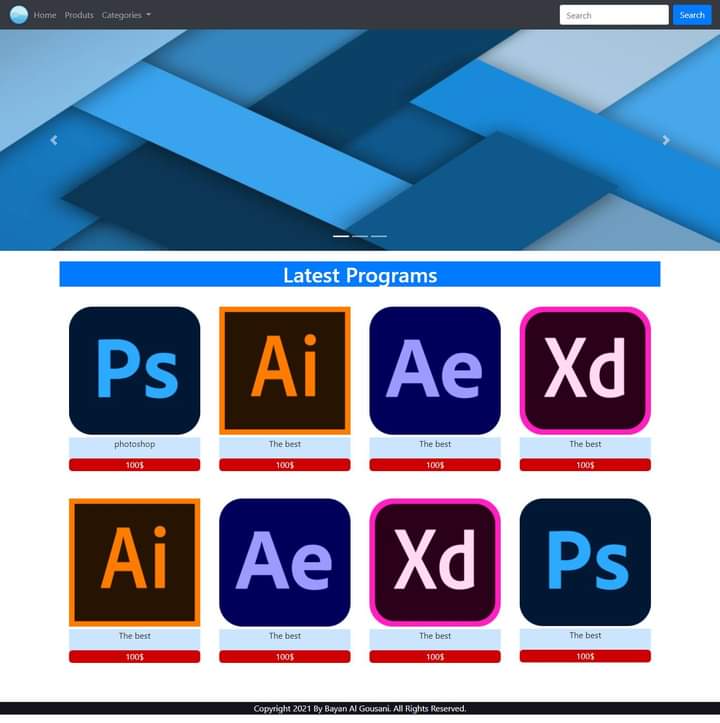 Home Produts Categories Search Search
Latest Programs
Ps Ai Ae Xd
photoshop The best The best The best
100$ 100$ 100$ 100$
Ai Ae Xd Ps
The best The best The best The best
100$ 100$ 100$ 100$
Copyright 2021 By Bayan Al Gousani. All Rights Reserved.